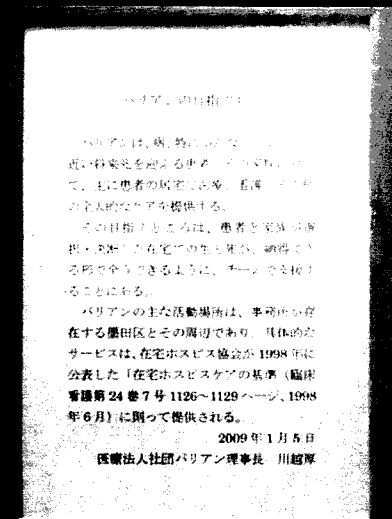 パリアンの目指すも
パリアンは、病、特に
近い将来死を迎える患者
て、主に患者の居宅で医療、看護
の全人的なケアを提供する。
その目指すところは、患者と家族が選
択・決断した在宅での生と死が、納得でき
る形で全うできるように、チームで支援す
ることにある。
パリアンの主な活動場所は、事務所が存
在する墨田区とその周辺であり、具体的な
サービスは、在宅ホスピス協会が1998年に
公表した「在宅ホスピスケアの基準（臨床
看護第24巻7号1126～1129ページ、1998
年6月）に則って提供される。
2009年1月5日
医療法人社団パリアン理事長　川越厚